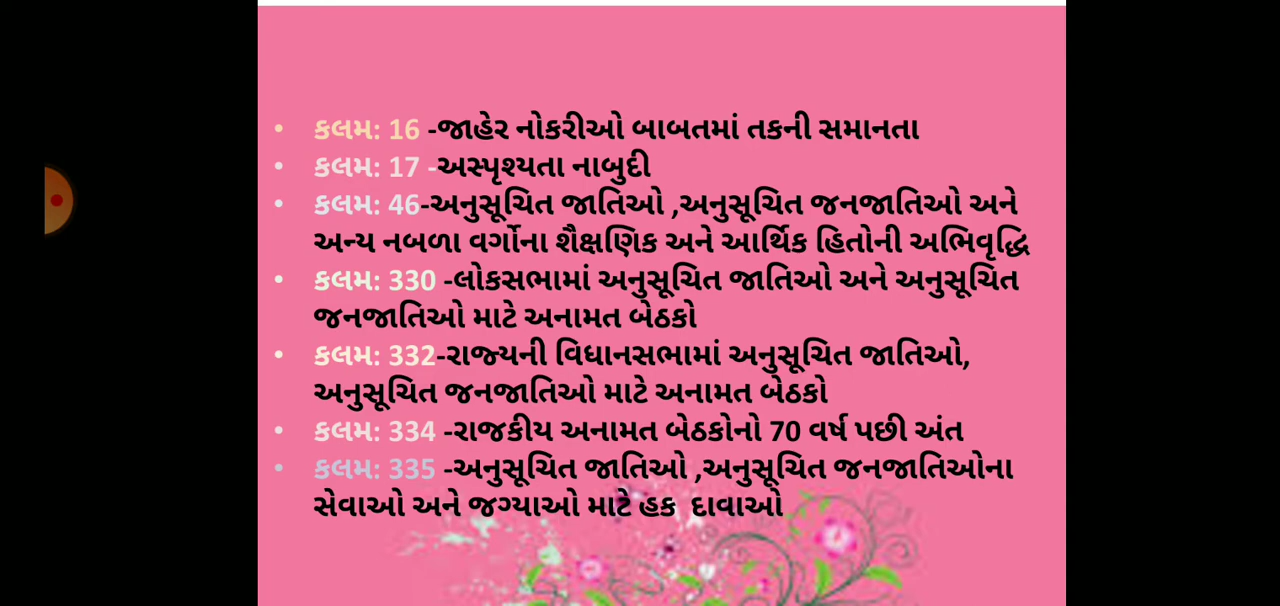 • કલમ: 16 -જાહેર નોકરીઓ બાબતમાં તકની સમાનતા
• કલમ: 17 -અસ્પૃશ્યતા નાબુદી
• કલમ: 46-અનુસૂચિત જાતિઓ ,અનુસૂચિત જનજાતિઓ અને
અન્ય નબળા વર્ગોના શૈક્ષણિક અને આર્થિક હિતોની અભિવૃદ્ધિ
• કલમ: 330 -લોકસભામાં અનુસૂચિત જાતિઓ અને અનુસૂચિત
જનજાતિઓ માટે અનામત બેઠકો
• કલમ: 332-રાજ્યની વિધાનસભામાં અનુસૂચિત જાતિઓ,
અનુસૂચિત જનજાતિઓ માટે અનામત બેઠકો
• કલમ: 334 -રાજકીય અનામત બેઠકોનો 70 વર્ષ પછી અંત
• કલમ: 335 -અનુસૂચિત જાતિઓ ,અનુસૂચિત જનજાતિઓના
સેવાઓ અને જગ્યાઓ માટે હક દાવાઓ